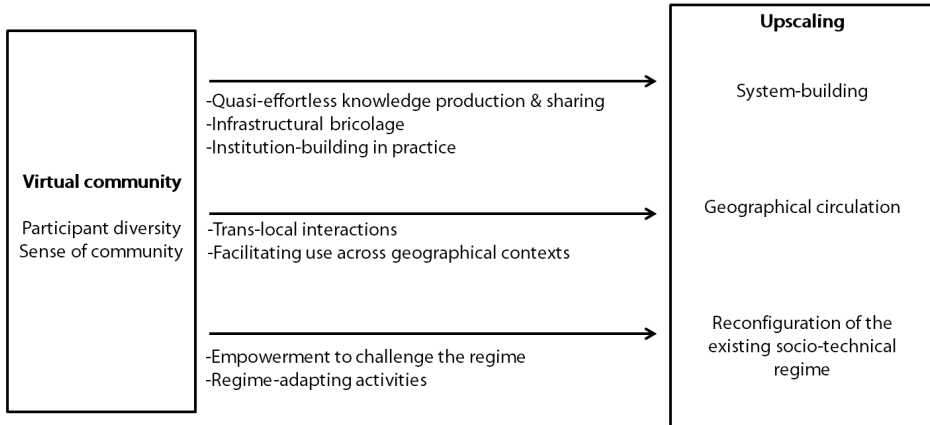 Virtual community
Participant diversity
Sense of community
-Quasi-effortless knowledge production & sharing
-Infrastructural bricolage
-Institution-building in practice
-Trans-local interactions
-Facilitating use across geographical contexts
-Empowerment to challenge the regime
-Regime-adapting activities
Upscaling
System-building
Geographical circulation
Reconfiguration of the
existing socio-technical
regime